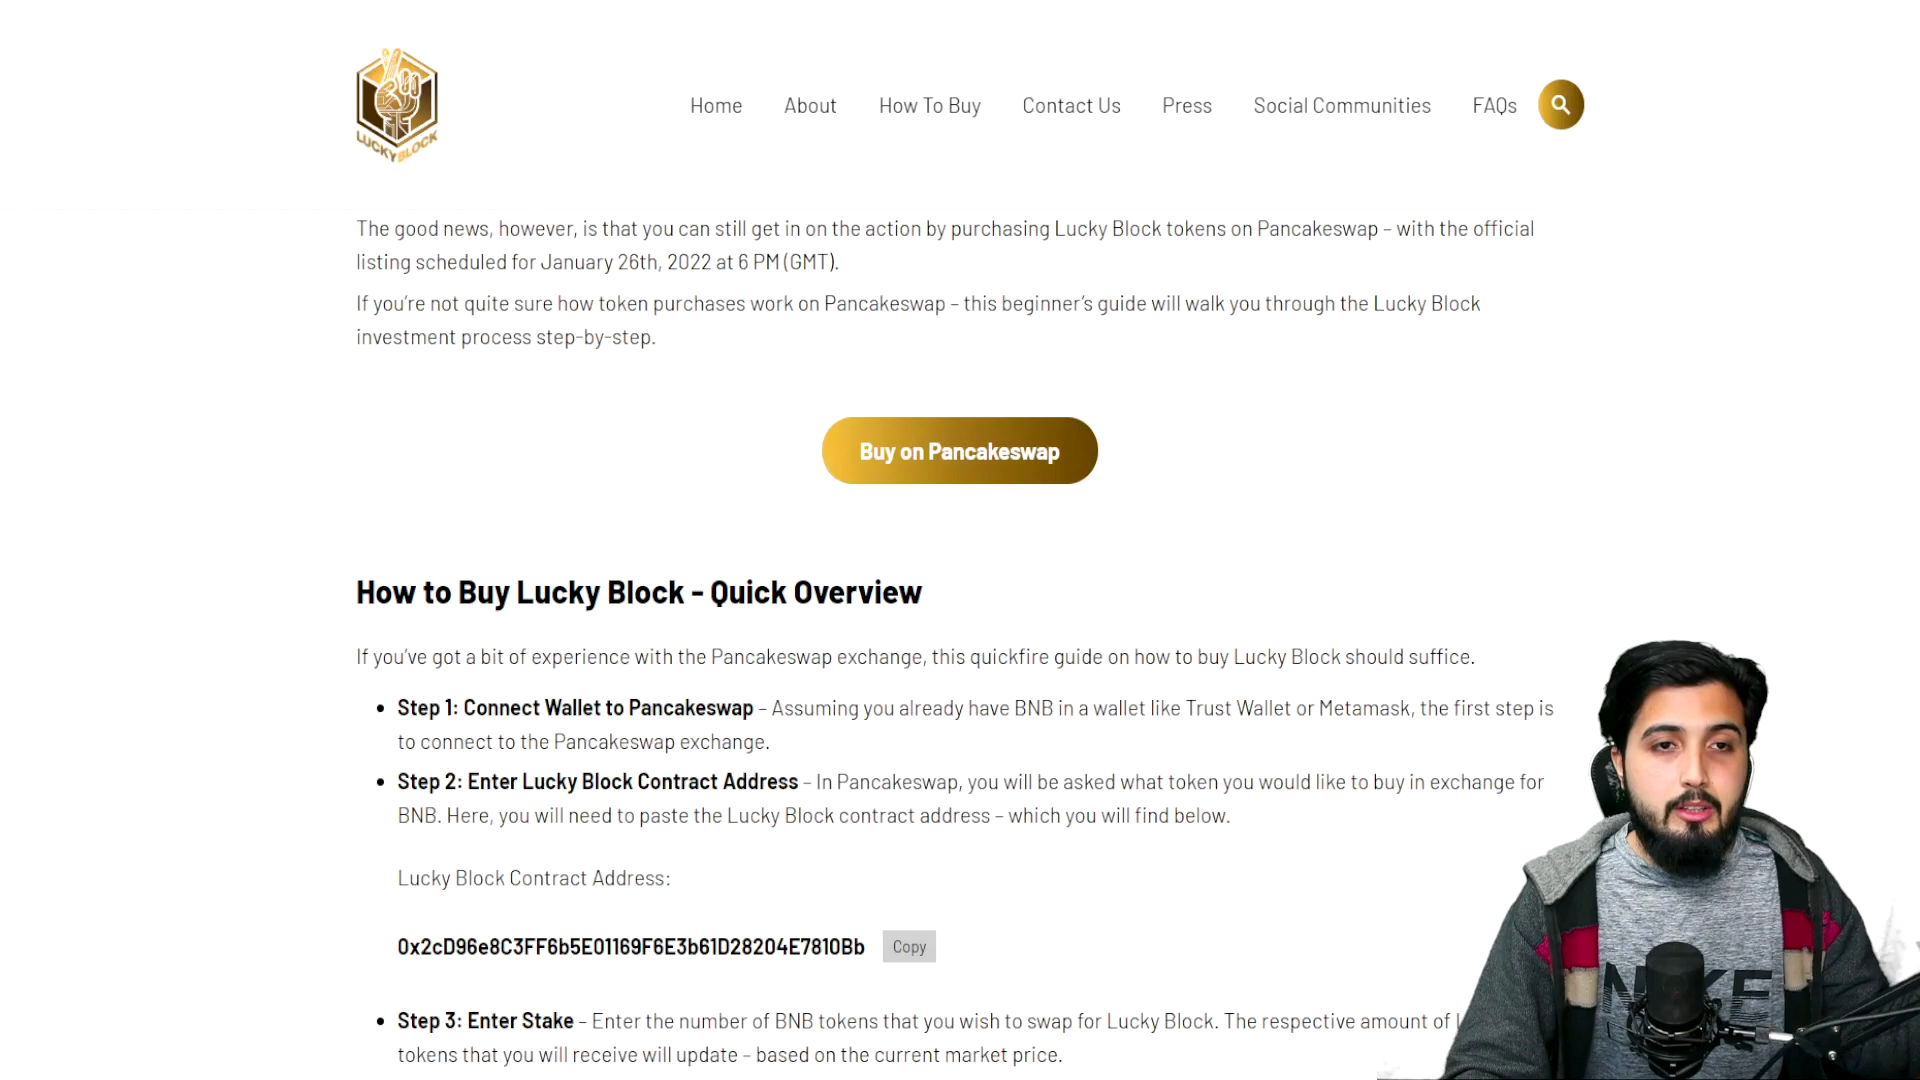 LUCKYBLOCK
Home About How To Buy Contact Us Press Social Communities FAQs
The good news, however, is that you can still get in on the action by purchasing Lucky Block tokens on Pancakeswap – with the official
listing scheduled for January 26th, 2022 at 6 PM (GMT).
If you’re not quite sure how token purchases work on Pancakeswap – this beginner’s guide will walk you through the Lucky Block
investment process step-by-step.
Buy on Pancakeswap
How to Buy Lucky Block - Quick Overview
If you’ve got a bit of experience with the Pancakeswap exchange, this quickfire guide on how to buy Lucky Block should suffice.
• Step 1: Connect Wallet to Pancakeswap – Assuming you already have BNB in a wallet like Trust Wallet or Metamask, the first step is
to connect to the Pancakeswap exchange.
• Step 2: Enter Lucky Block Contract Address – In Pancakeswap, you will be asked what token you would like to buy in exchange for
BNB. Here, you will need to paste the Lucky Block contract address – which you will find below.
Lucky Block Contract Address:
0x2cD96e8C3FF6b5E01169F6E3b61D28204E7810Bb Copy
• Step 3: Enter Stake – Enter the number of BNB tokens that you wish to swap for Lucky Block. The respective amount of
tokens that you will receive will update – based on the current market price.